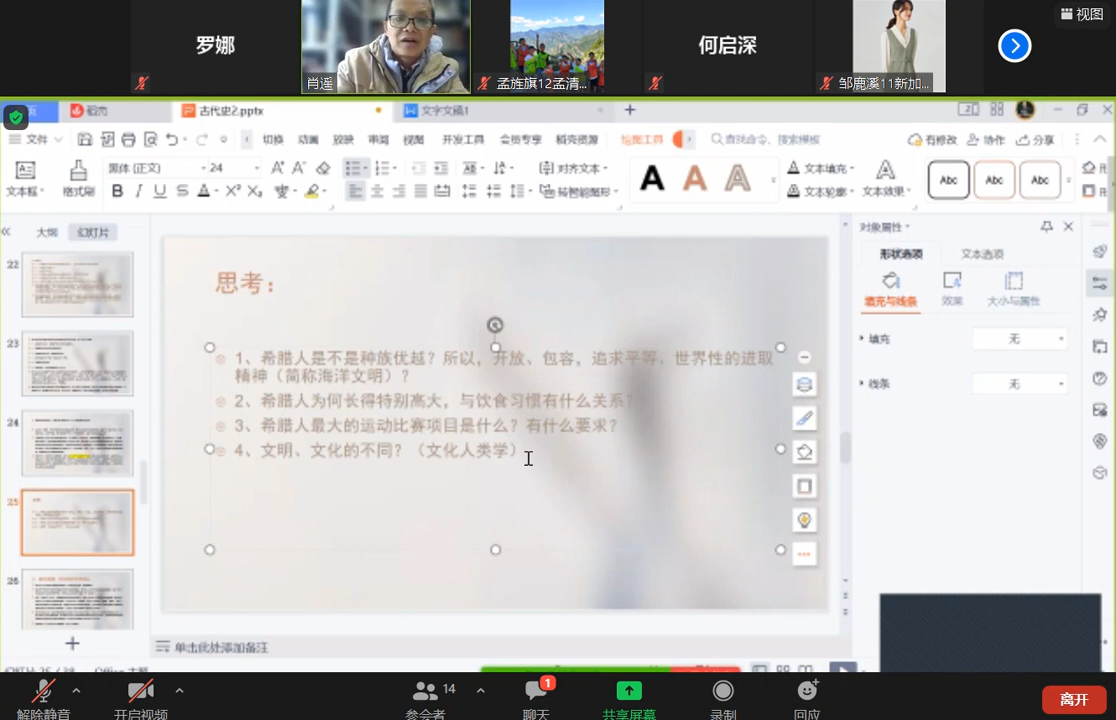 视图
罗娜
何启深
肖遥
孟旌旗12孟清...
邹鹿溪11新加...
稻壳
古代史2.pptx
文字文稿1
文件
切换
动画
放映
审阅
视图
开发工具
会员专享
稻壳资源
绘图工具
查找命令、搜索模板
有修改
协作
分享
文本框
格式刷
黑体 (正文)
24
对齐文本
转智能图形
文本填充
文本轮廓
文本效果
Abc
Abc
Abc
大纲
幻灯片
22
23
24
25
26
思考：
1、希腊人是不是种族优越？所以，开放、包容，追求平等、世界性的进取
精神（简称海洋文明）？
2、希腊人为何长得特别高大，与饮食习惯有什么关系？
3、希腊人最大的运动比赛项目是什么？有什么要求？
4、文明、文化的不同？（文化人类学）
对象属性
形状选项
文本选项
填充与线条
效果
大小与属性
填充
无
线条
无
单击此处添加备注
解除静音
开启视频
14
参会者
1
聊天
共享屏幕
录制
回应
离开